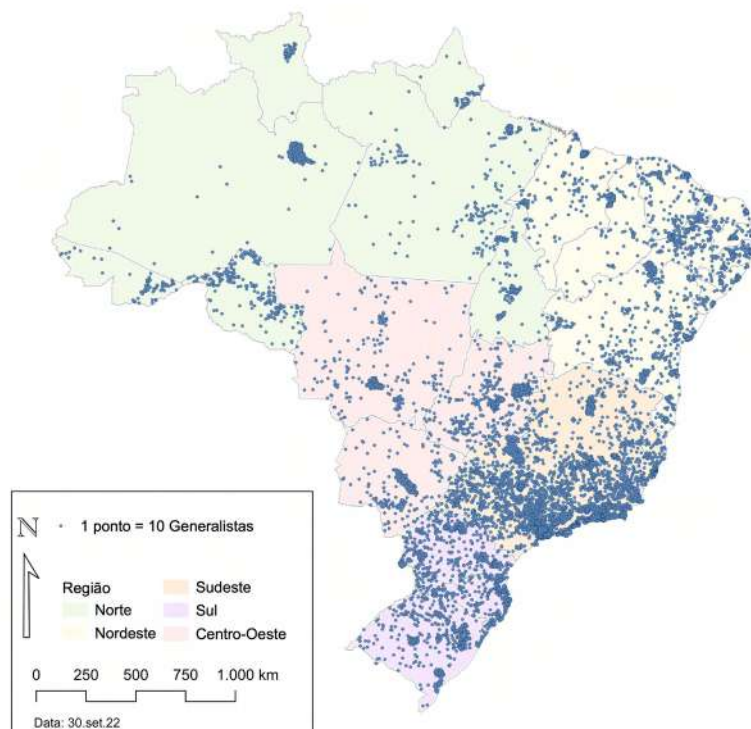 N
1 ponto = 10 Generalistas
Região
Norte
Nordeste
Sudeste
Sul
Centro-Oeste
0 250 500 750 1.000 km
Data: 30.set.22